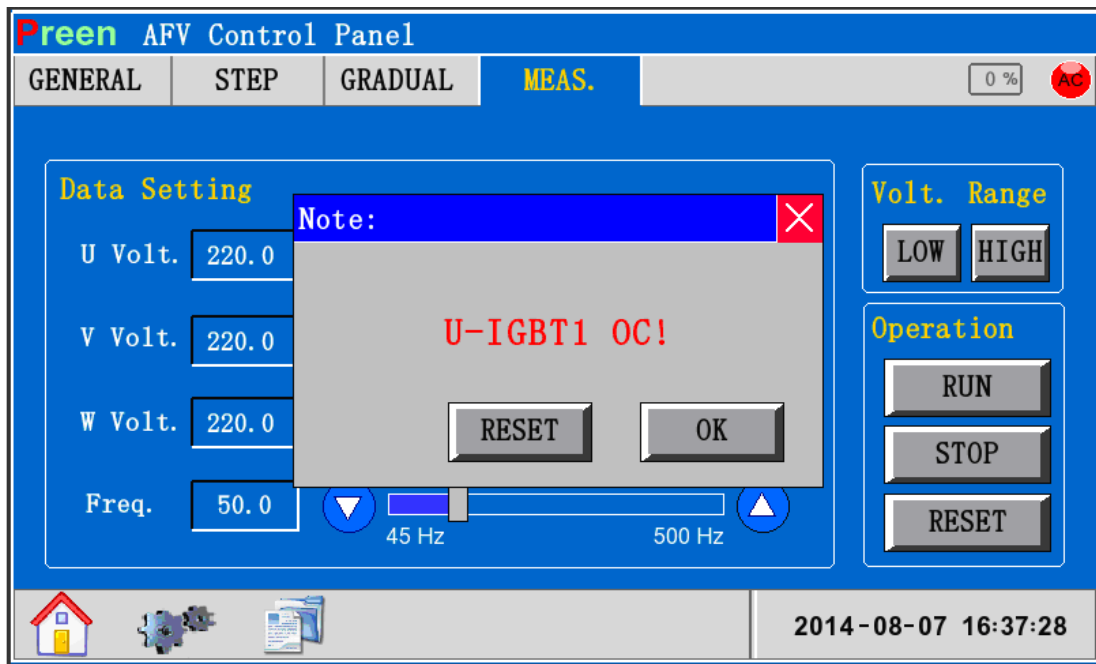 Preen AFV Control Panel
GENERAL STEP GRADUAL MEAS. 0 % AC
Data Setting
Volt. Range
Note:
U Volt. 220.0
LOW HIGH
V Volt. 220.0
U-IGBT1 OC!
Operation
RUN
W Volt. 220.0
RESET OK
STOP
Freq. 50.0
45 Hz 500 Hz
RESET
2014-08-07 16:37:28